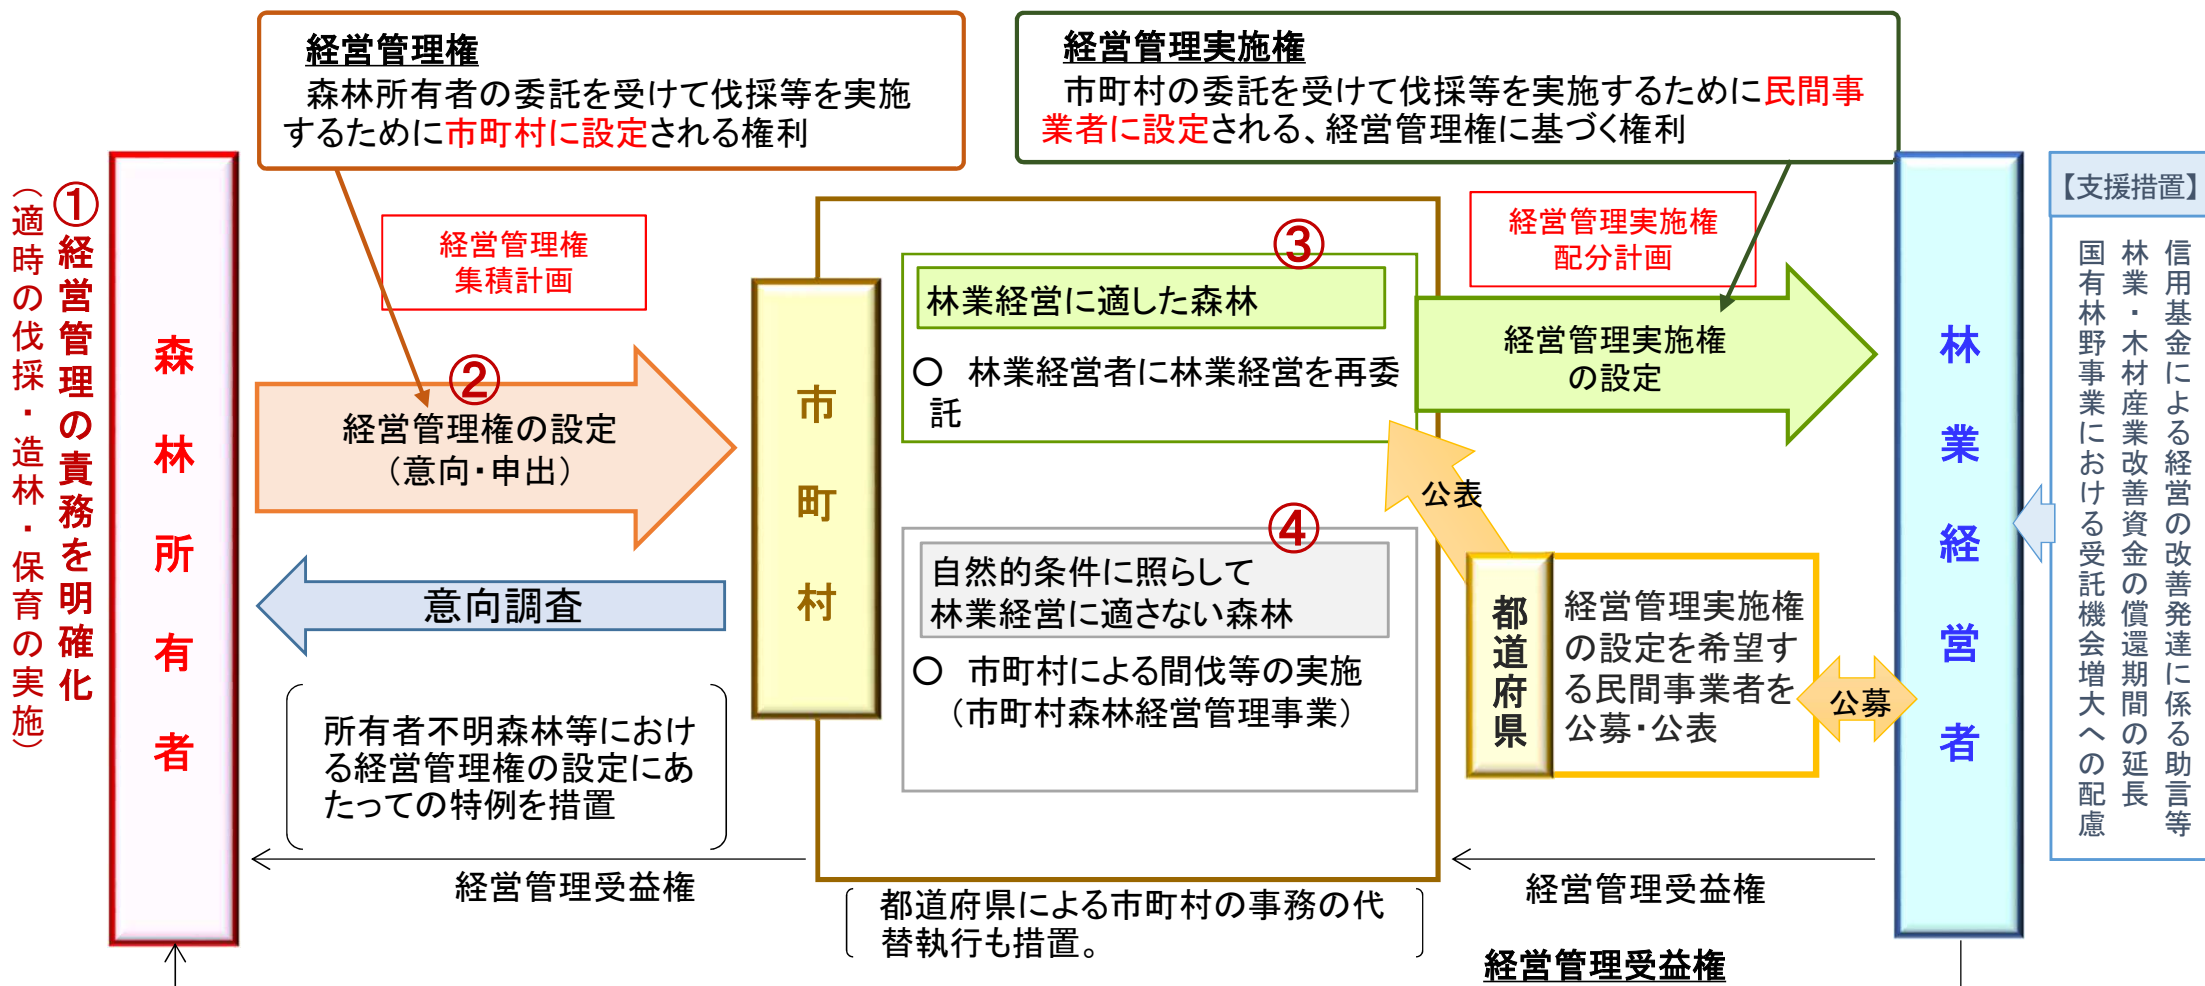 経営管理権
森林所有者の委託を受けて伐採等を実施
するために市町村に設定される権利
経営管理実施権
市町村の委託を受けて伐採等を実施するために民間事
業者に設定される、経営管理権に基づく権利
①経営管理の責務を明確化
（適時の伐採・造林・保育の実施）
森林所有者
経営管理権
集積計画
②
経営管理権の設定
（意向・申出）
意向調査
所有者不明森林等におけ
る経営管理権の設定にあ
たっての特例を措置
経営管理受益権
市町村
③
林業経営に適した森林
○　林業経営者に林業経営を再委
託
④
自然的条件に照らして
林業経営に適さない森林
○　市町村による間伐等の実施
（市町村森林経営管理事業）
都道府県による市町村の事務の代
替執行も措置。
経営管理実施権
配分計画
経営管理実施権
の設定
公表
都道府県
経営管理実施権
の設定を希望す
る民間事業者を
公募・公表
公募
経営管理受益権
経営管理受益権
林業経営者
【支援措置】
信用基金による経営の改善発達に係る助言等
林業・木材産業改善資金の償還期間の延長
国有林野事業における受託機会増大への配慮